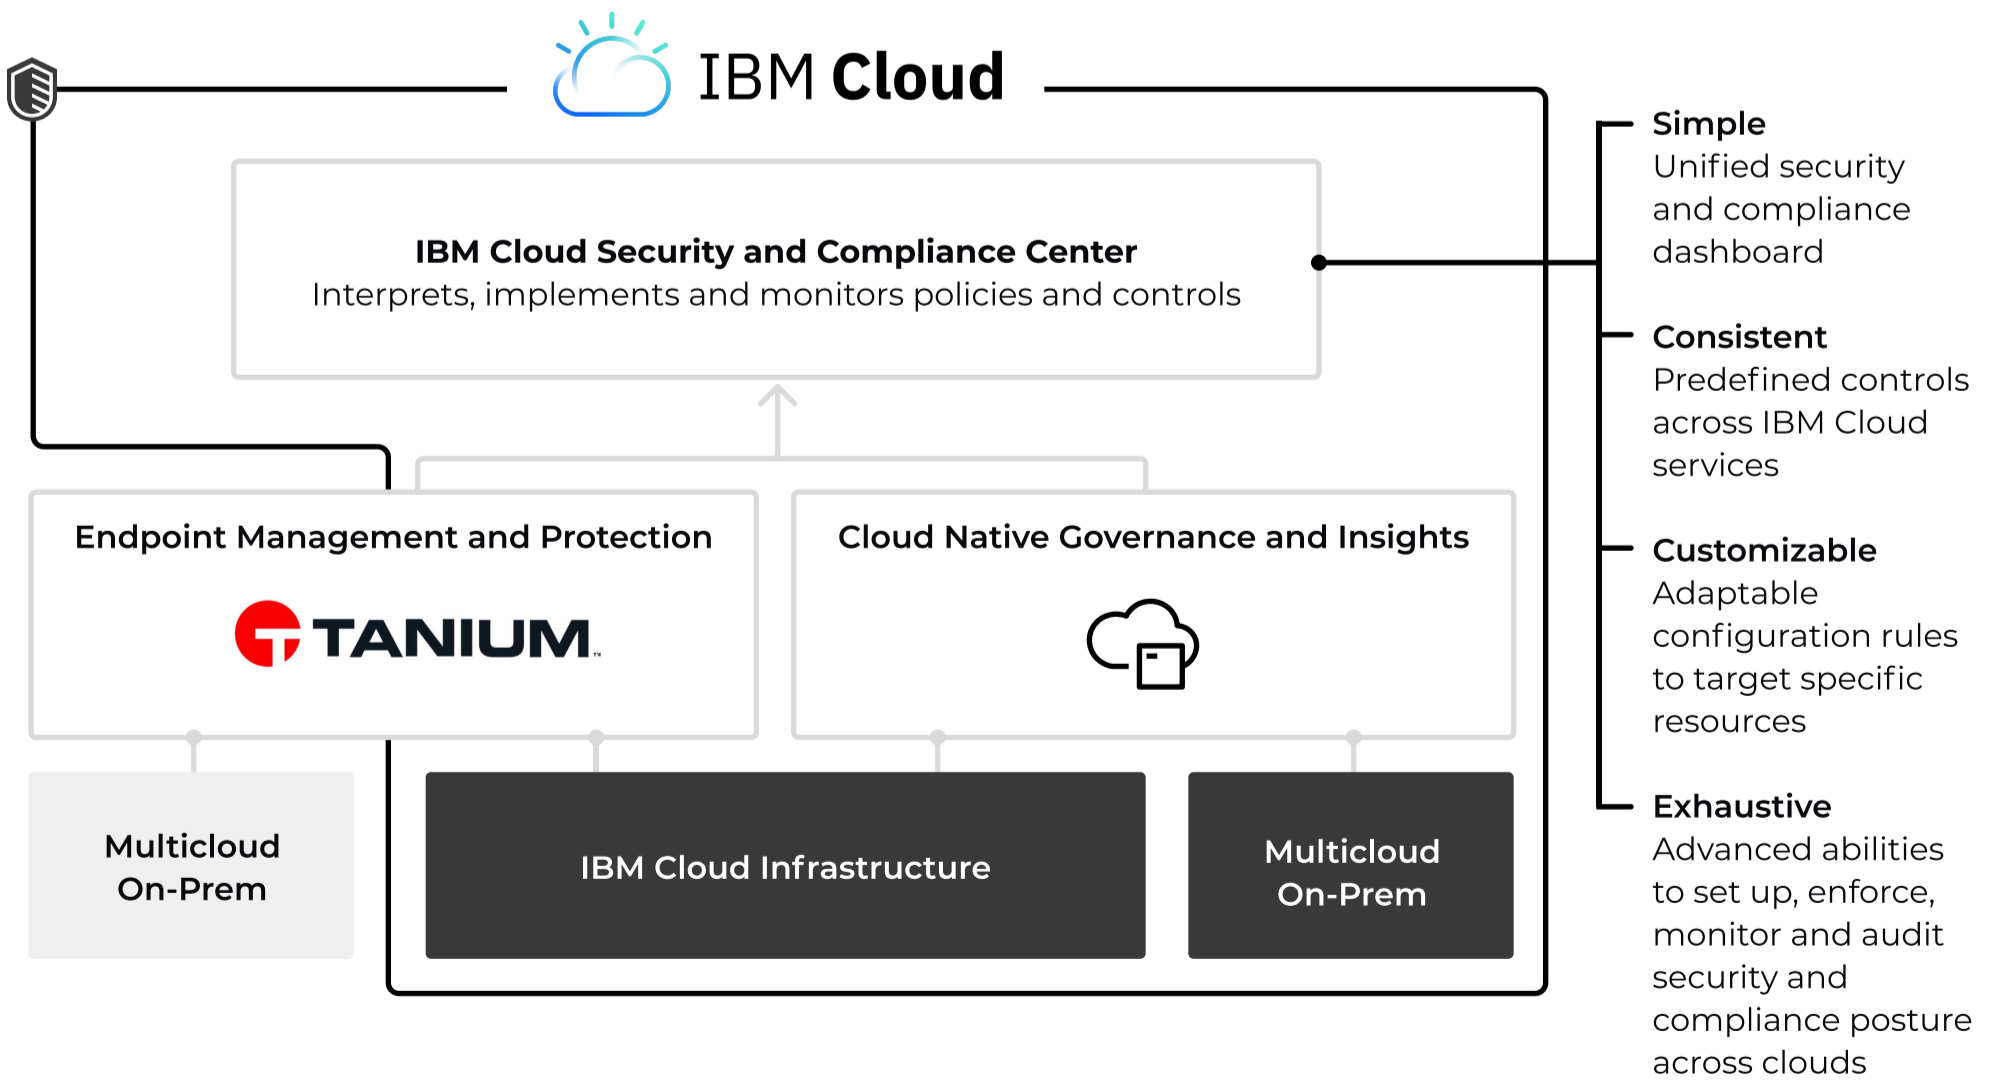 IBM Cloud
IBM Cloud Security and Compliance Center
Interprets, implements and monitors policies and controls
Endpoint Management and Protection
TANIUM™
Cloud Native Governance and Insights
Multicloud
On-Prem
IBM Cloud Infrastructure
Multicloud
On-Prem
Simple
Unified security
and compliance
dashboard
Consistent
Predefined controls
across IBM Cloud
services
Customizable
Adaptable
configuration rules
to target specific
resources
Exhaustive
Advanced abilities
to set up, enforce,
monitor and audit
security and
compliance posture
across clouds